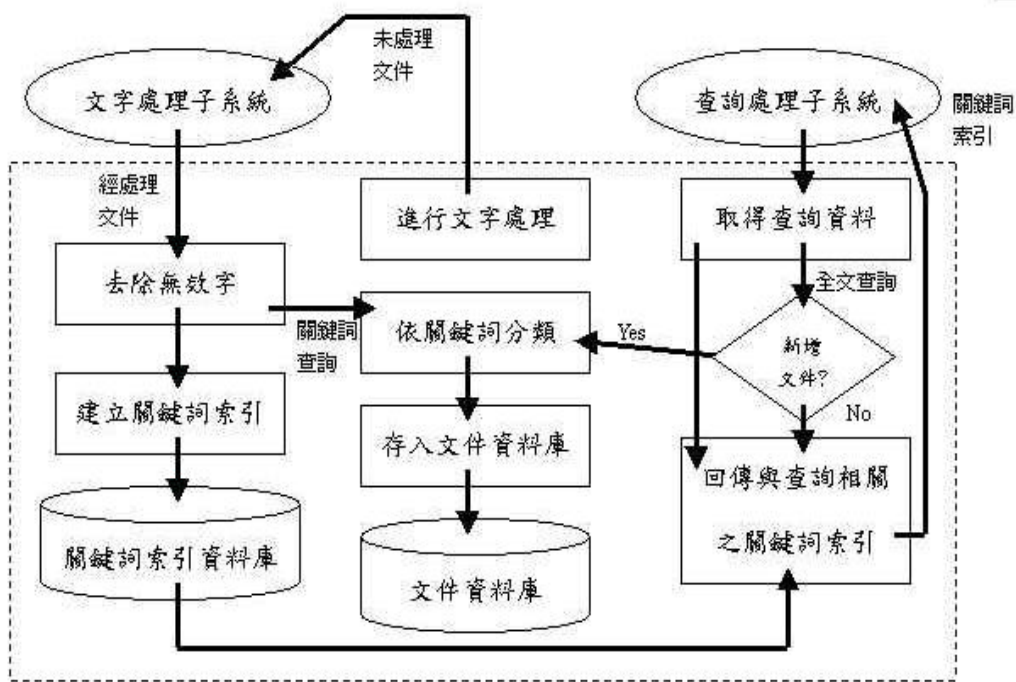 未處理
文件
文字處理子系統
查詢處理子系統
關鍵詞
索引
經處理
文件
進行文字處理
取得查詢資料
去除無效字
全文查詢
關鍵詞
查詢
依關鍵詞分類
Yes
新增
文件?
建立關鍵詞索引
存入文件資料庫
No
回傳與查詢相關
之關鍵詞索引
關鍵詞索引資料庫
文件資料庫